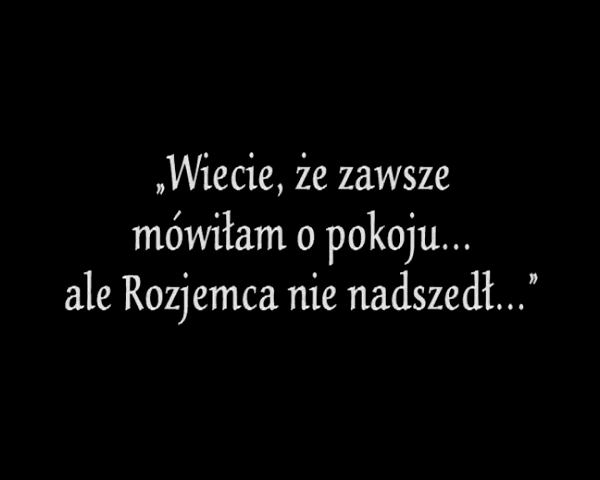 „Wiecie, że zawsze
mówiłam o pokoju...
ale Rozjemca nie nadszedł...”